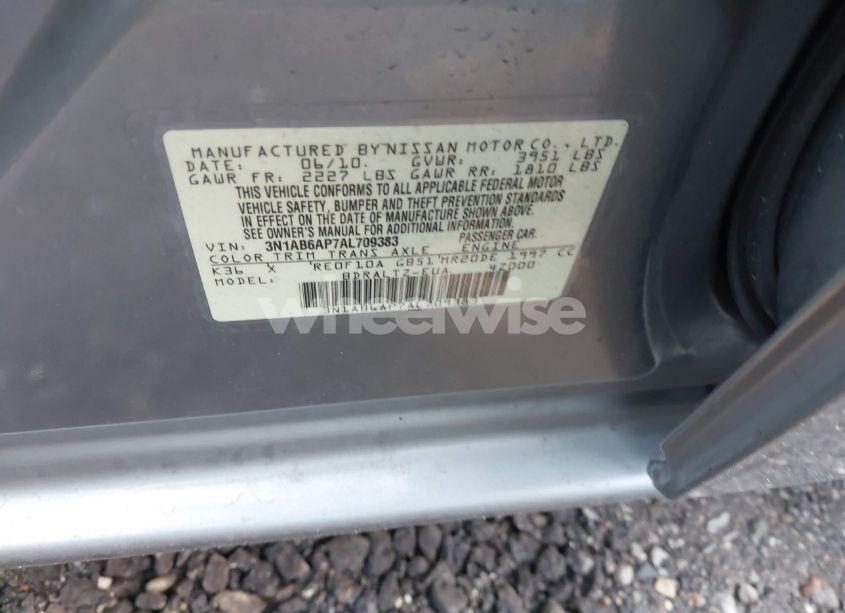 MANUFACTURED BY NISSAN MOTOR CO., LTD.
DATE: 06/10. GVWR: 3951 LBS
GAWR FR: 2227 LBS GAWR RR: 1810 LBS
THIS VEHICLE CONFORMS TO ALL APPLICABLE FEDERAL MOTOR
VEHICLE SAFETY, BUMPER AND THEFT PREVENTION STANDARDS
IN EFFECT ON THE DATE OF MANUFACTURE SHOWN ABOVE.
SEE OWNER'S MANUAL FOR ADDITIONAL INFORMATION.
VIN: 3N1AB6AP7AL709383 PASSENGER CAR.
COLOR TRIM TRANS AXLE ENGINE
K36 X RE0F10A GB51 MR20DE 1997 CC
MODEL: BDRALTZ-EUA 47000
wheelwise